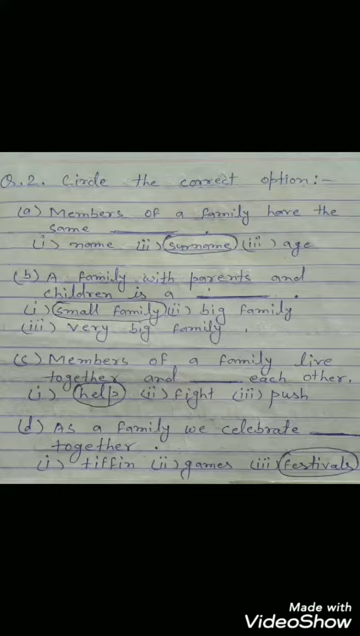 Q.2. Circle the correct option:-
(a) Members of a family have the
same ________.
(i) name (ii) surname (iii) age
(b) A family with parents and
children is a ________.
(i) small family (ii) big family
(iii) very big family.
(c) Members of a family live
together and ____ each other.
(i) help (ii) fight (iii) push
(d) As a family we celebrate ____
together.
(i) tiffin (ii) games (iii) festivals
Made with
VideoShow